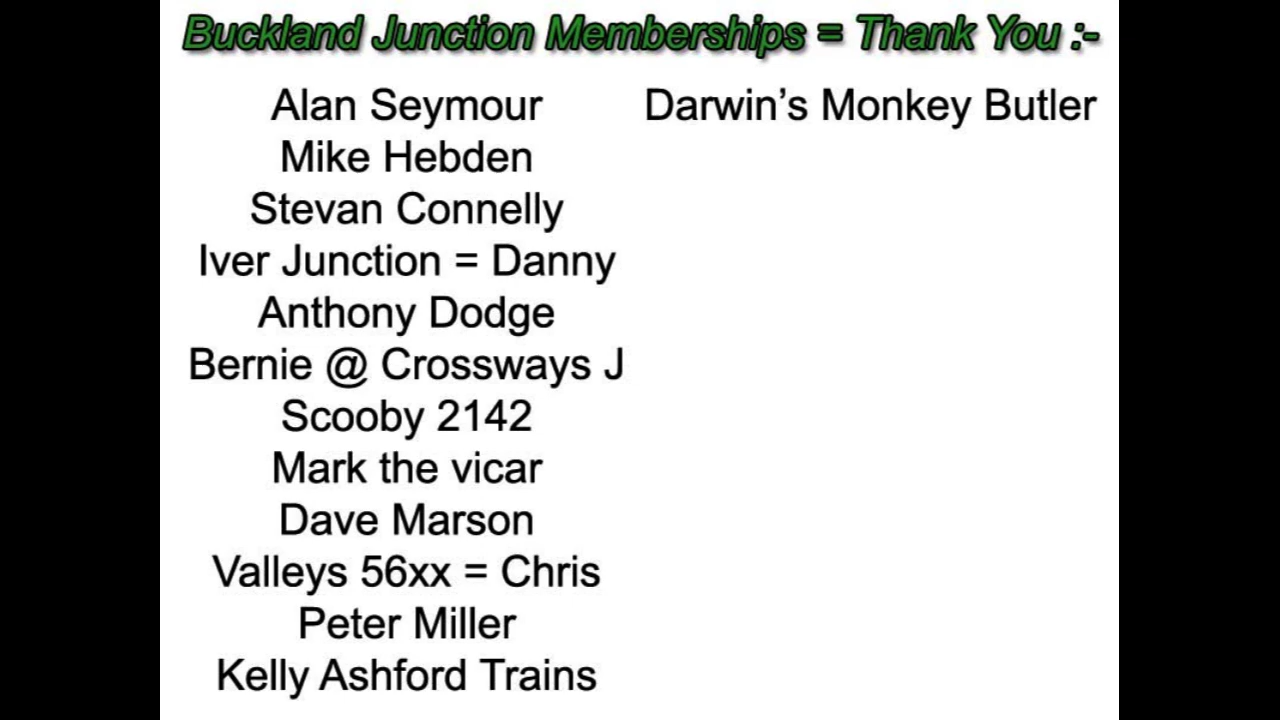 Buckland Junction Memberships = Thank You :-
Alan Seymour
Mike Hebden
Stevan Connelly
Iver Junction = Danny
Anthony Dodge
Bernie @ Crossways J
Scooby 2142
Mark the vicar
Dave Marson
Valleys 56xx = Chris
Peter Miller
Kelly Ashford Trains
Darwin’s Monkey Butler